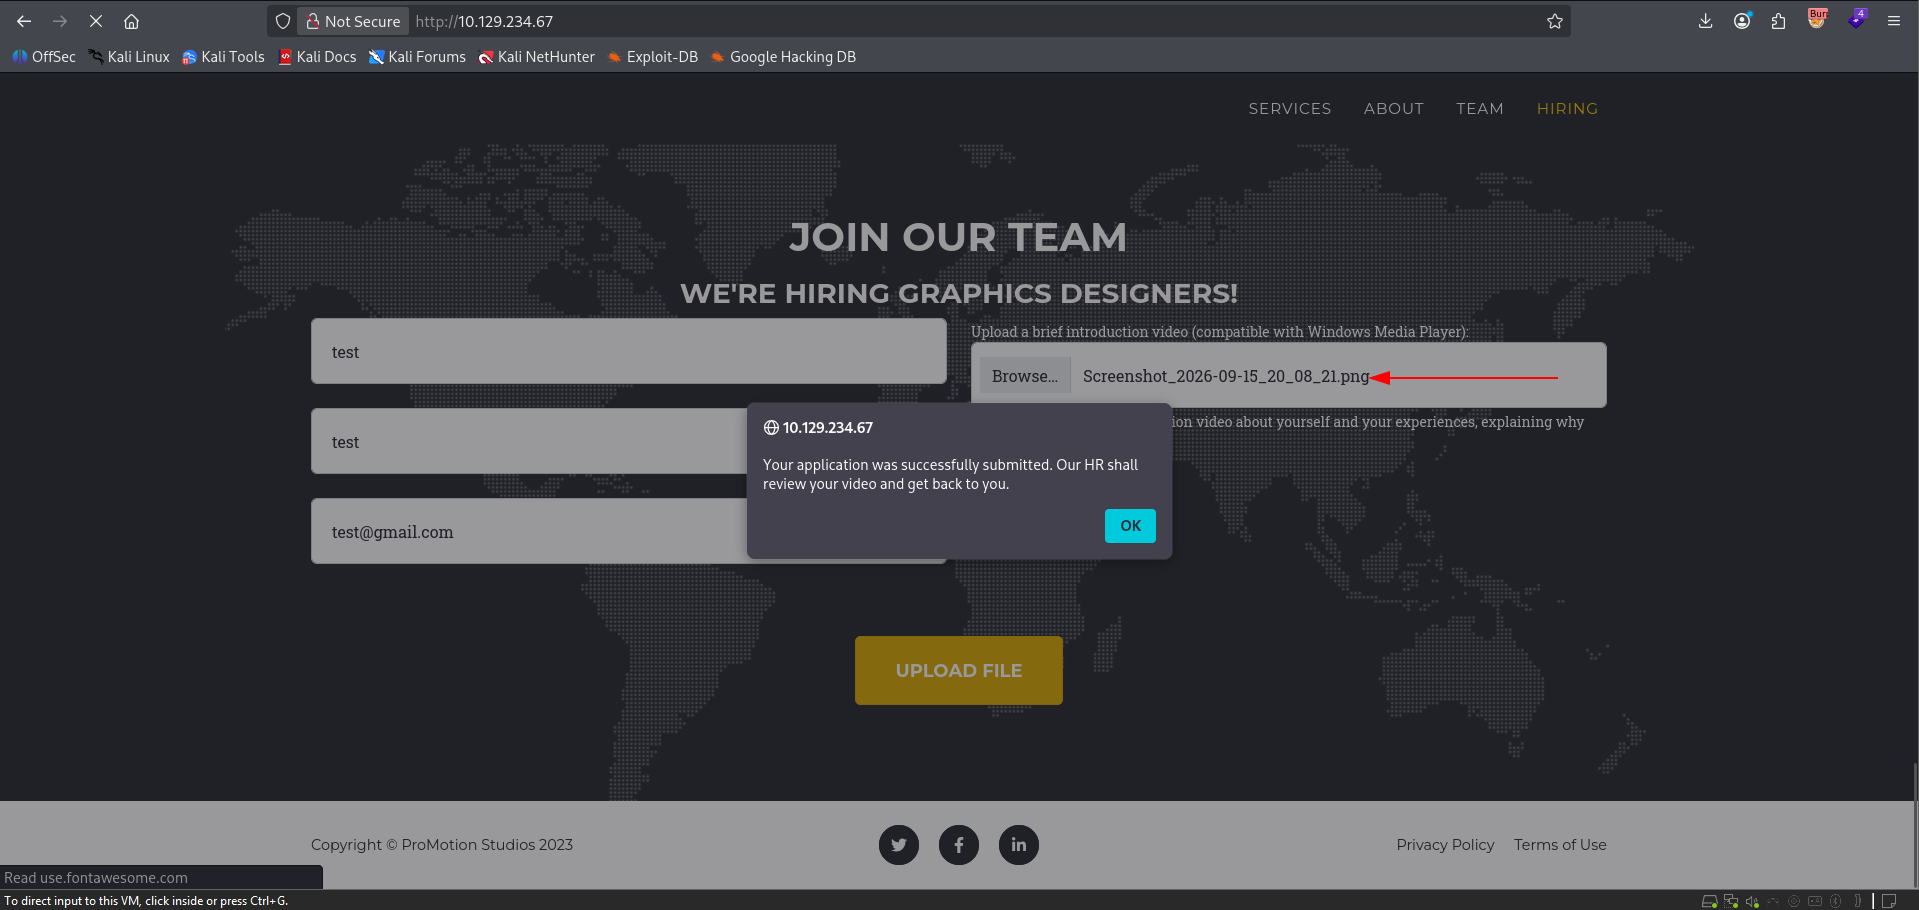 Not Secure http://10.129.234.67
Burp 4
OffSec Kali Linux Kali Tools Kali Docs Kali Forums Kali NetHunter Exploit-DB Google Hacking DB
SERVICES ABOUT TEAM HIRING
JOIN OUR TEAM
WE'RE HIRING GRAPHICS DESIGNERS!
test
Upload a brief introduction video (compatible with Windows Media Player):
Browse... Screenshot_2026-09-15_20_08_21.png
test
ion video about yourself and your experiences, explaining why
test@gmail.com
10.129.234.67
Your application was successfully submitted. Our HR shall
review your video and get back to you.
OK
UPLOAD FILE
Copyright © ProMotion Studios 2023
Privacy Policy Terms of Use
Read use.fontawesome.com
To direct input to this VM, click inside or press Ctrl+G.